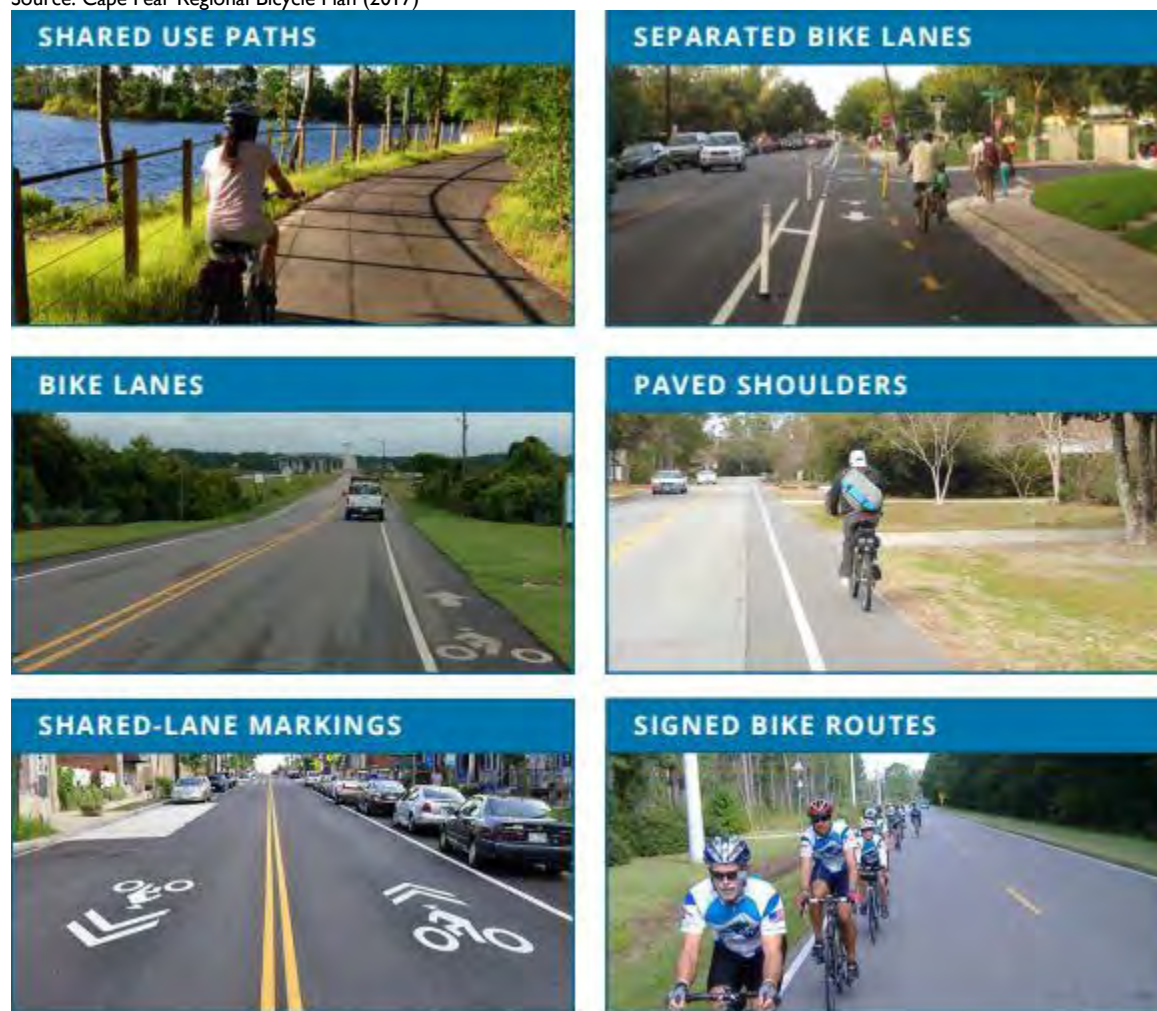 Source: Cape Fear Regional Bicycle Plan (2017)
SHARED USE PATHS
SEPARATED BIKE LANES
BIKE LANES
PAVED SHOULDERS
SHARED-LANE MARKINGS
SIGNED BIKE ROUTES